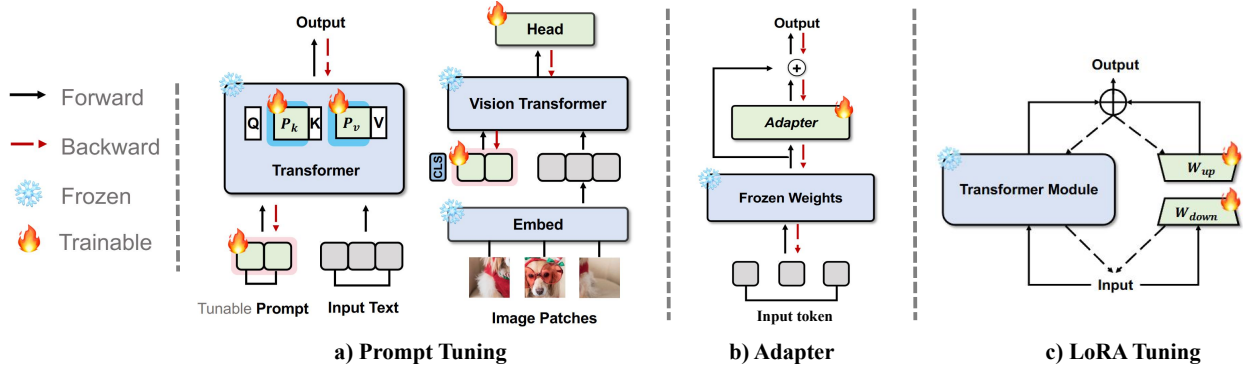 Forward
Backward
Frozen
Trainable
Output
Q P_k K P_v V
Transformer
Tunable Prompt
Input Text
Head
Vision Transformer
CLS
Embed
Image Patches
a) Prompt Tuning
Output
+
Adapter
Frozen Weights
Input token
b) Adapter
Output
W_up
Transformer Module
W_down
Input
c) LoRA Tuning